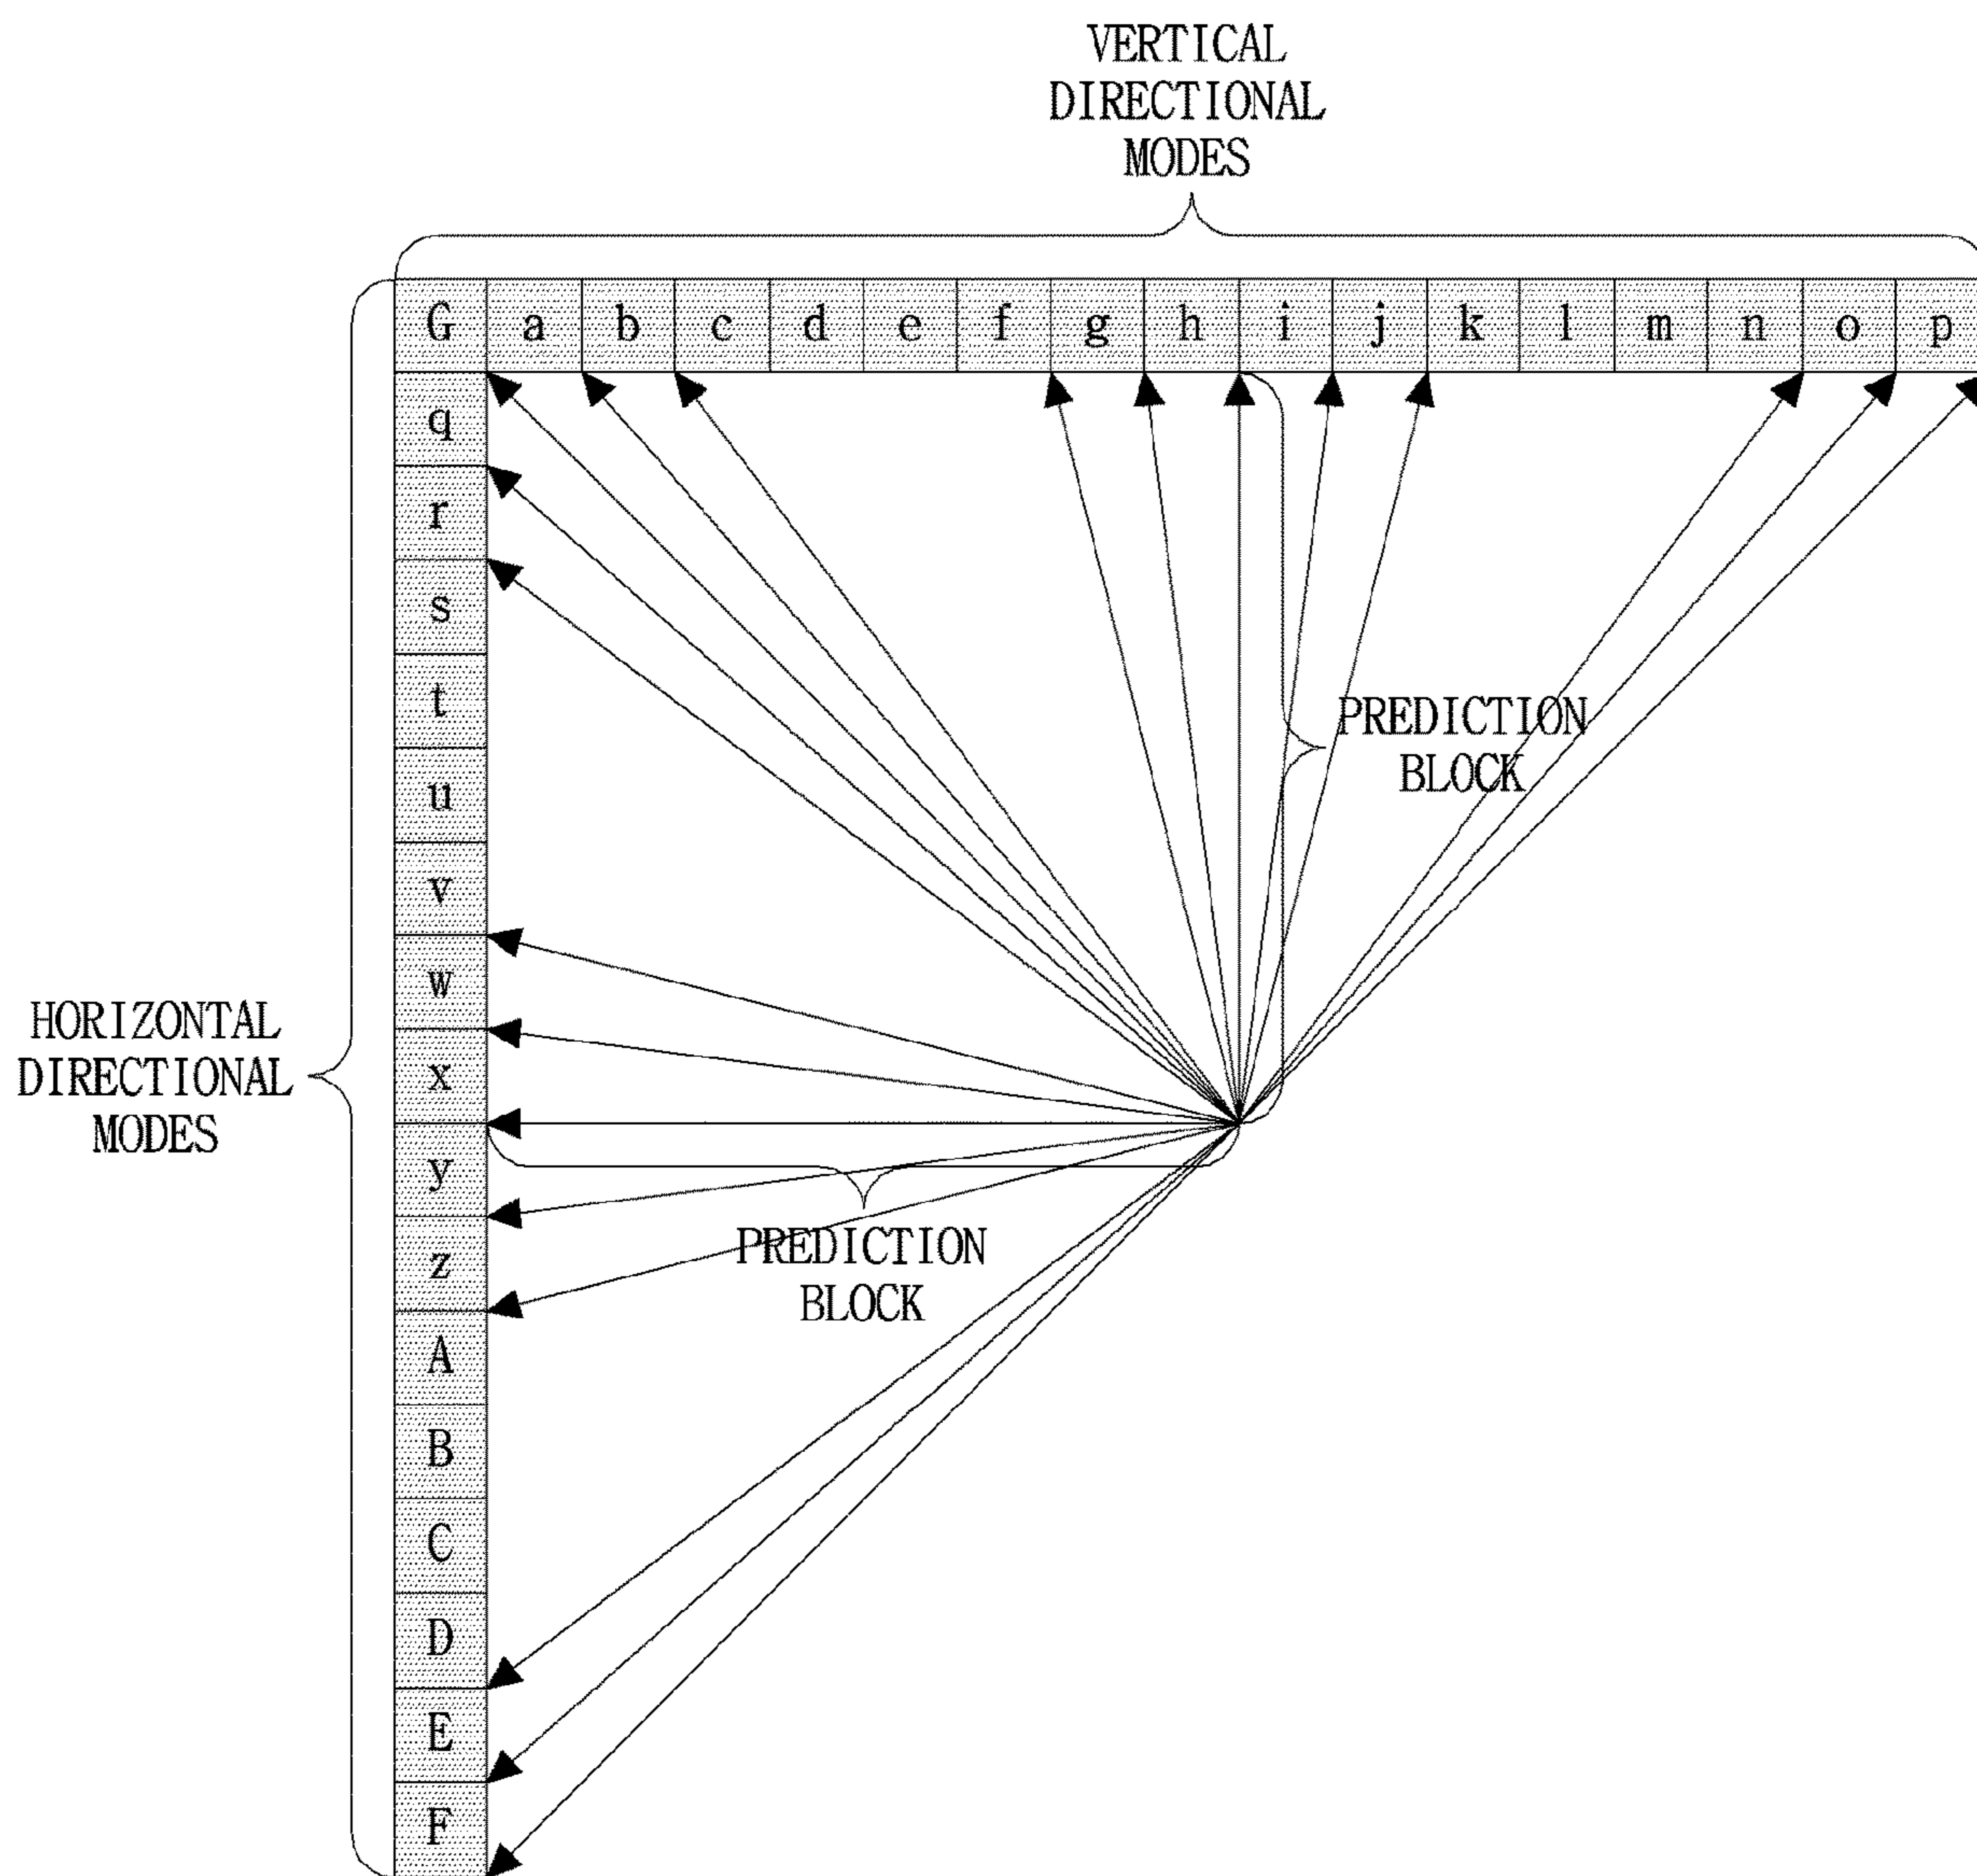 VERTICAL
DIRECTIONAL
MODES
G a b c d e f g h i j k l m n o p
q
r
s
t
u
v
w
x
y
z
A
B
C
D
E
F
PREDICTION
BLOCK
HORIZONTAL
DIRECTIONAL
MODES
PREDICTION
BLOCK